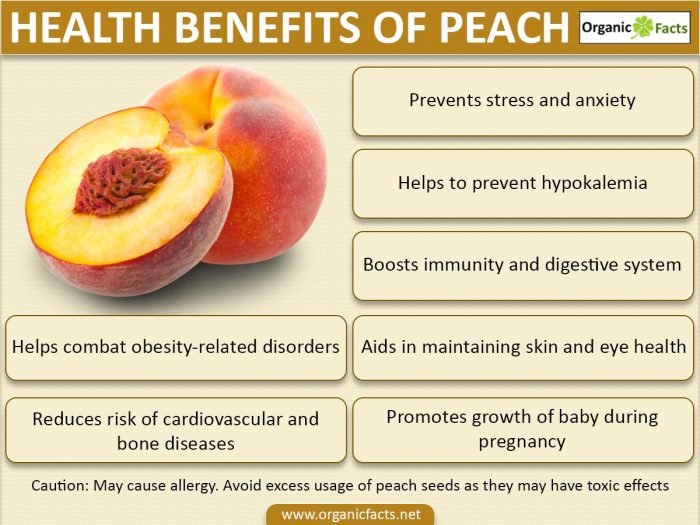 HEALTH BENEFITS OF PEACH
Organic Facts
Prevents stress and anxiety
Helps to prevent hypokalemia
Boosts immunity and digestive system
Helps combat obesity-related disorders
Aids in maintaining skin and eye health
Reduces risk of cardiovascular and
bone diseases
Promotes growth of baby during
pregnancy
Caution: May cause allergy. Avoid excess usage of peach seeds as they may have toxic effects
www.organicfacts.net